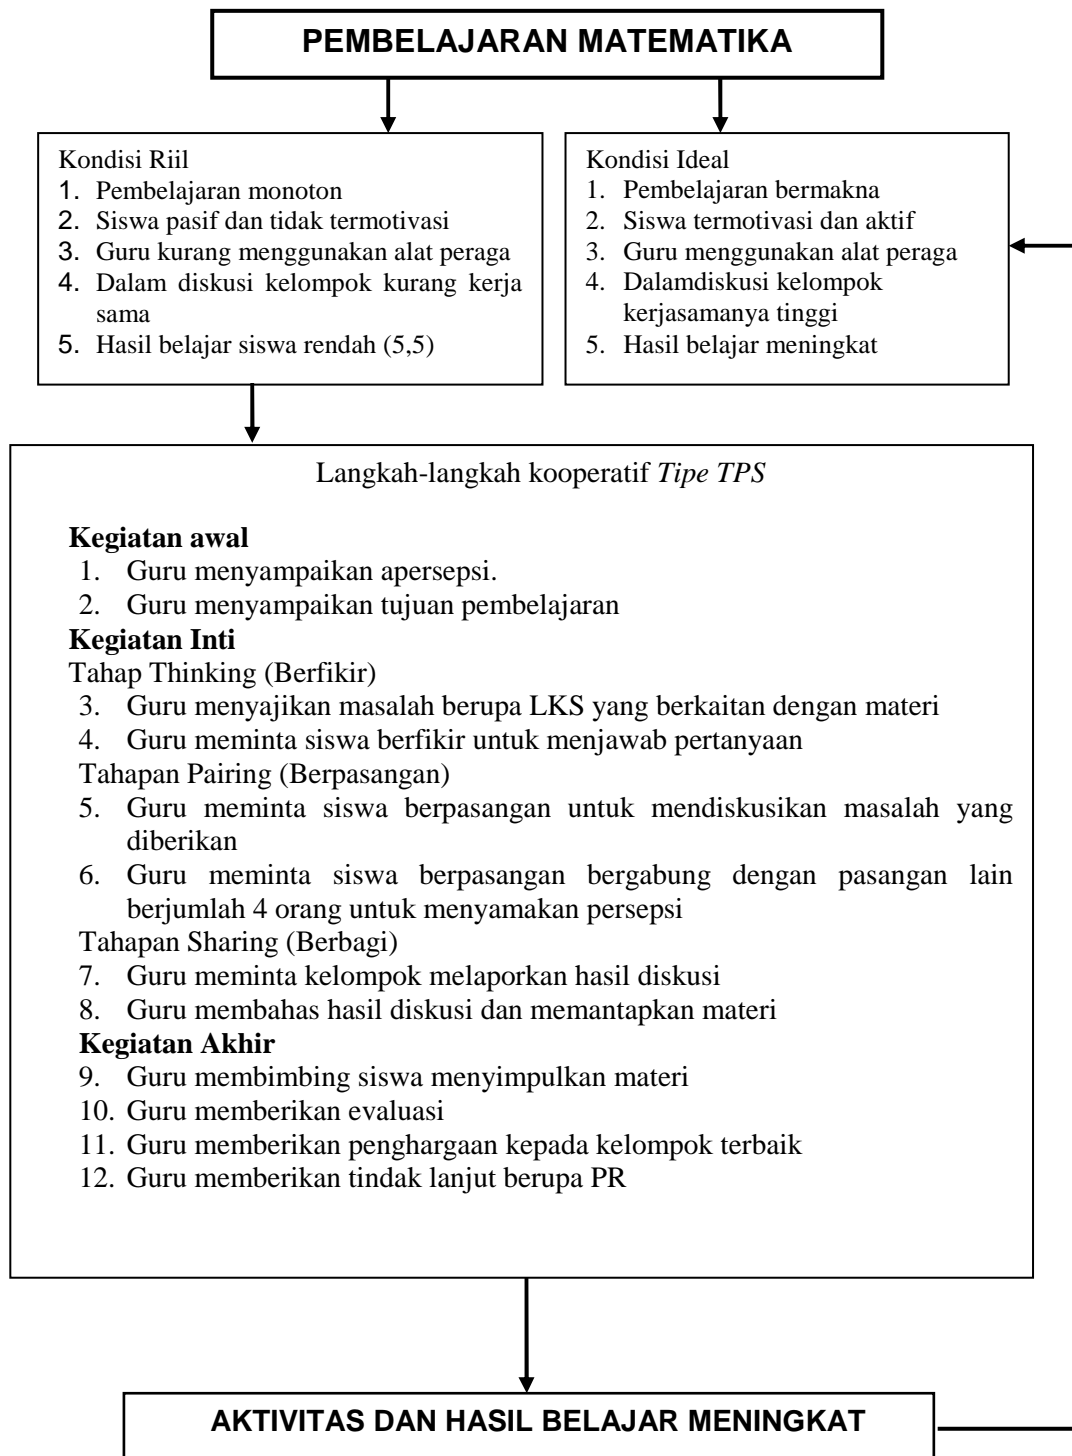 PEMBELAJARAN MATEMATIKA
Kondisi Riil
1. Pembelajaran monoton
2. Siswa pasif dan tidak termotivasi
3. Guru kurang menggunakan alat peraga
4. Dalam diskusi kelompok kurang kerja
sama
5. Hasil belajar siswa rendah (5,5)
Kondisi Ideal
1. Pembelajaran bermakna
2. Siswa termotivasi dan aktif
3. Guru menggunakan alat peraga
4. Dalamdiskusi kelompok
kerjasamanya tinggi
5. Hasil belajar meningkat
Langkah-langkah kooperatif Tipe TPS
Kegiatan awal
1. Guru menyampaikan apersepsi.
2. Guru menyampaikan tujuan pembelajaran
Kegiatan Inti
Tahap Thinking (Berfikir)
3. Guru menyajikan masalah berupa LKS yang berkaitan dengan materi
4. Guru meminta siswa berfikir untuk menjawab pertanyaan
Tahapan Pairing (Berpasangan)
5. Guru meminta siswa berpasangan untuk mendiskusikan masalah yang
diberikan
6. Guru meminta siswa berpasangan bergabung dengan pasangan lain
berjumlah 4 orang untuk menyamakan persepsi
Tahapan Sharing (Berbagi)
7. Guru meminta kelompok melaporkan hasil diskusi
8. Guru membahas hasil diskusi dan memantapkan materi
Kegiatan Akhir
9. Guru membimbing siswa menyimpulkan materi
10. Guru memberikan evaluasi
11. Guru memberikan penghargaan kepada kelompok terbaik
12. Guru memberikan tindak lanjut berupa PR
AKTIVITAS DAN HASIL BELAJAR MENINGKAT